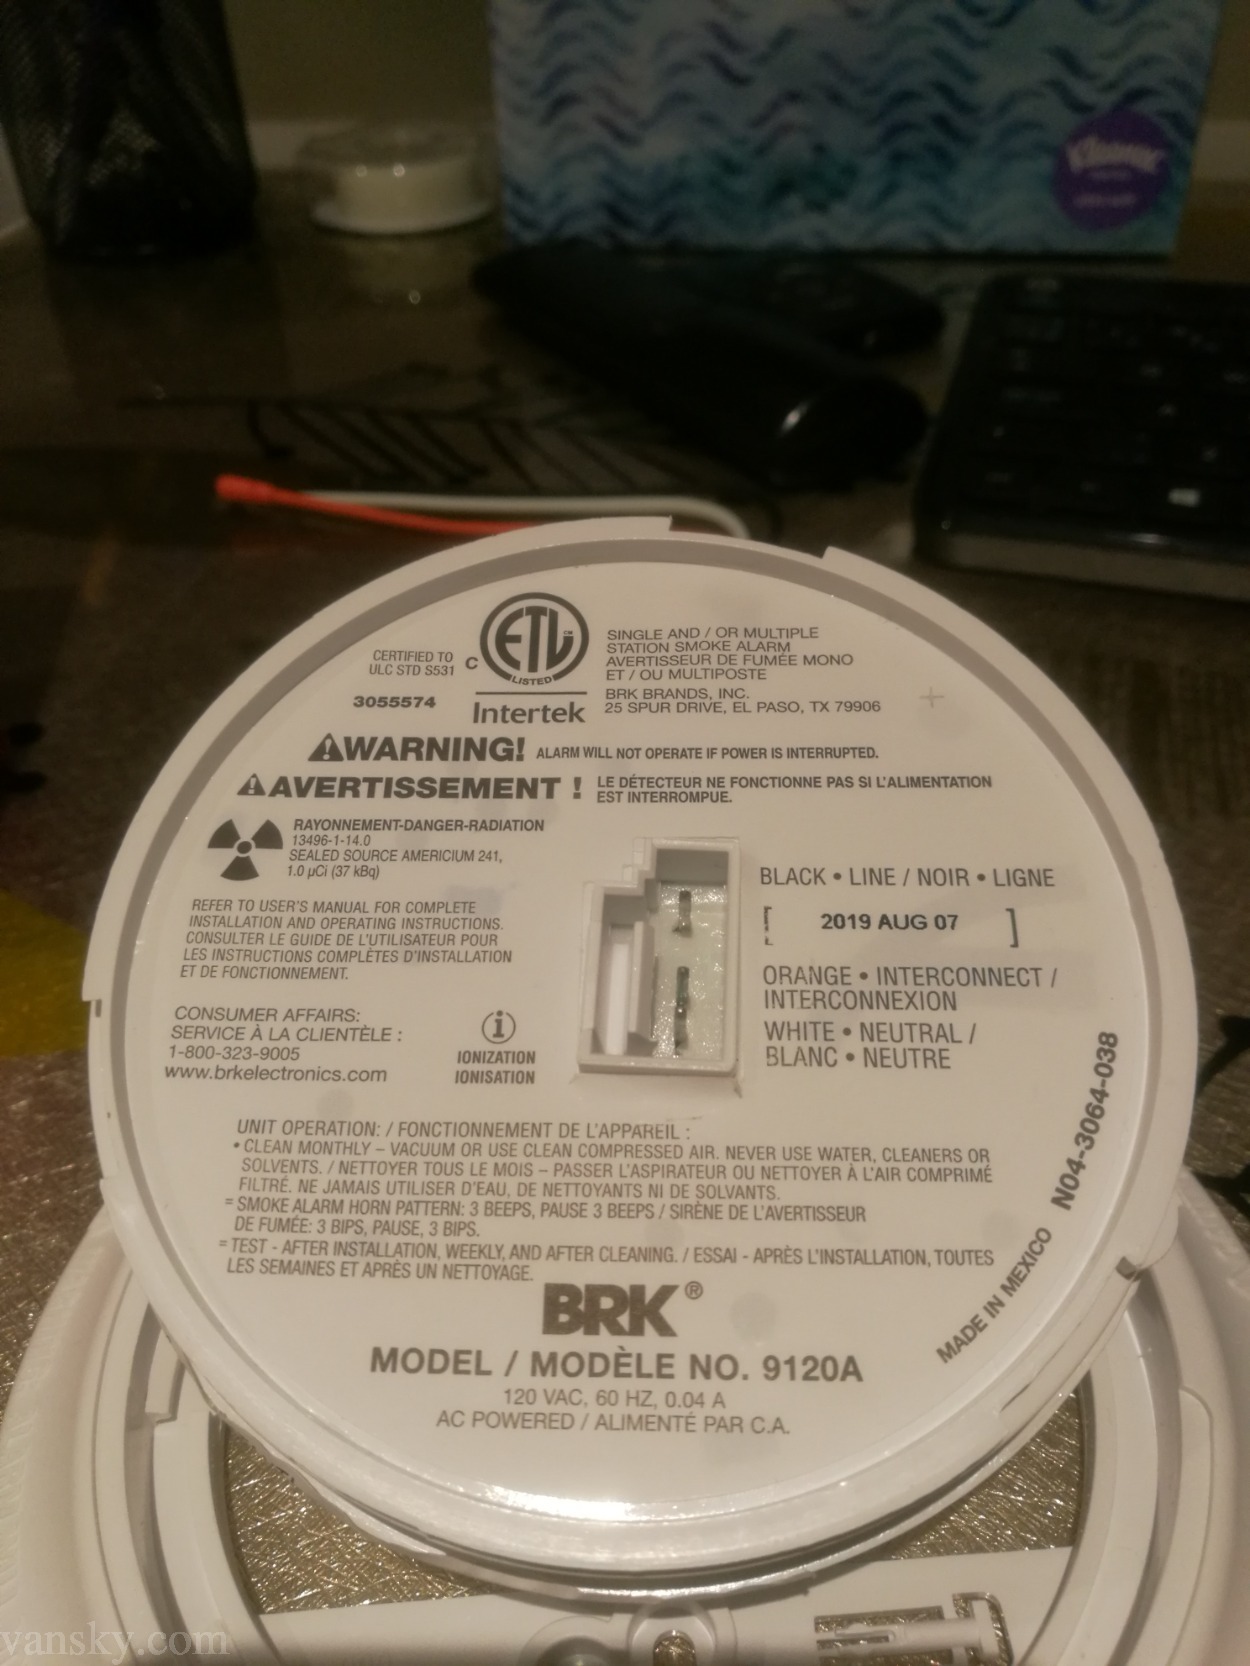 Kleenex
CERTIFIED TO
ULC STD S531
3055574
C
ETL
CM
LISTED
Intertek
SINGLE AND / OR MULTIPLE
STATION SMOKE ALARM
AVERTISSEUR DE FUMÉE MONO
ET / OU MULTIPOSTE
BRK BRANDS, INC.
25 SPUR DRIVE, EL PASO, TX 79906
WARNING! ALARM WILL NOT OPERATE IF POWER IS INTERRUPTED.
AVERTISSEMENT ! LE DÉTECTEUR NE FONCTIONNE PAS SI L'ALIMENTATION
EST INTERROMPUE.
RAYONNEMENT-DANGER-RADIATION
13496-1-14.0
SEALED SOURCE AMERICIUM 241,
1.0 µCi (37 kBq)
REFER TO USER'S MANUAL FOR COMPLETE
INSTALLATION AND OPERATING INSTRUCTIONS.
CONSULTER LE GUIDE DE L'UTILISATEUR POUR
LES INSTRUCTIONS COMPLÈTES D'INSTALLATION
ET DE FONCTIONNEMENT.
CONSUMER AFFAIRS:
SERVICE À LA CLIENTÈLE :
1-800-323-9005
www.brkelectronics.com
i
IONIZATION
IONISATION
BLACK • LINE / NOIR • LIGNE
[ 2019 AUG 07 ]
ORANGE • INTERCONNECT /
INTERCONNEXION
WHITE • NEUTRAL /
BLANC • NEUTRE
UNIT OPERATION: / FONCTIONNEMENT DE L'APPAREIL :
• CLEAN MONTHLY – VACUUM OR USE CLEAN COMPRESSED AIR. NEVER USE WATER, CLEANERS OR
SOLVENTS. / NETTOYER TOUS LE MOIS – PASSER L'ASPIRATEUR OU NETTOYER À L'AIR COMPRIMÉ
FILTRÉ. NE JAMAIS UTILISER D'EAU, DE NETTOYANTS NI DE SOLVANTS.
= SMOKE ALARM HORN PATTERN: 3 BEEPS, PAUSE 3 BEEPS / SIRÈNE DE L'AVERTISSEUR
DE FUMÉE: 3 BIPS, PAUSE, 3 BIPS.
= TEST - AFTER INSTALLATION, WEEKLY, AND AFTER CLEANING. / ESSAI - APRÈS L'INSTALLATION, TOUTES
LES SEMAINES ET APRÈS UN NETTOYAGE.
BRK®
MODEL / MODÈLE NO. 9120A
120 VAC, 60 HZ, 0.04 A
AC POWERED / ALIMENTÉ PAR C.A.
MADE IN MEXICO N04-3064-038
vansky.com